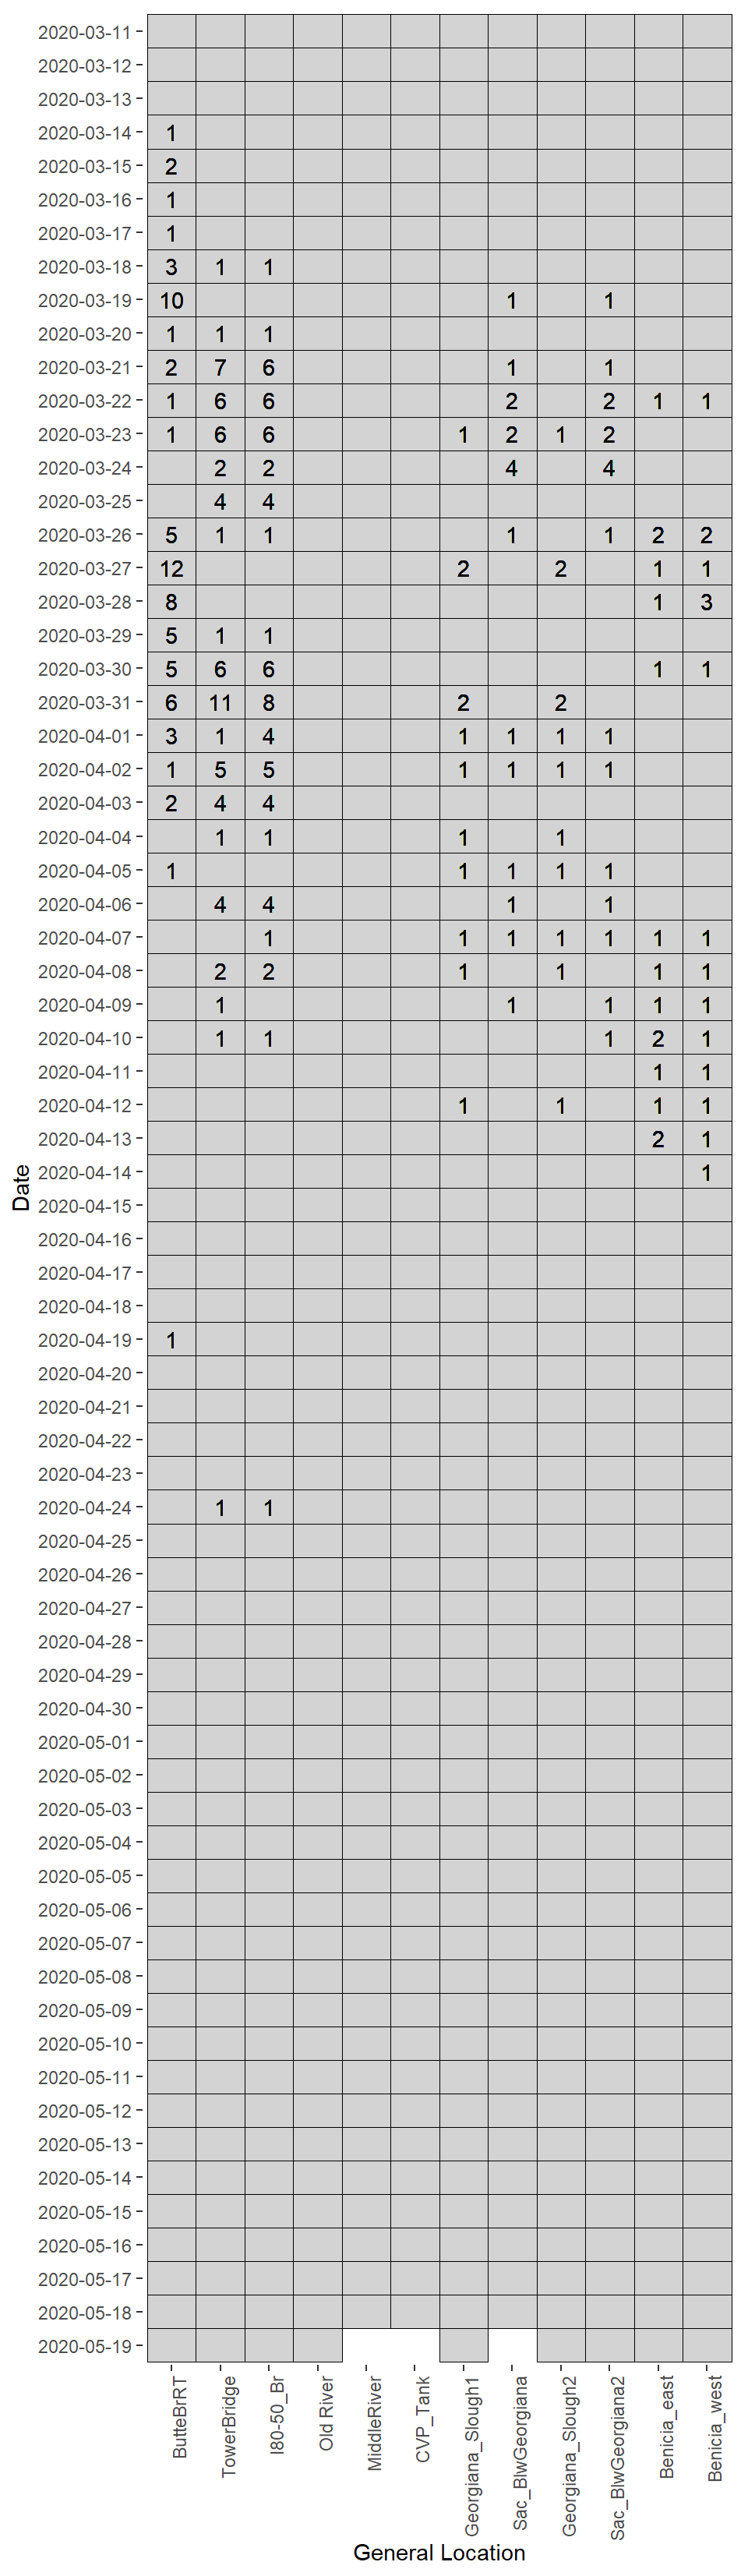 2020-03-11
2020-03-12
2020-03-13
2020-03-14 1
2020-03-15 2
2020-03-16 1
2020-03-17 1
2020-03-18 3 1 1
2020-03-19 10 1 1
2020-03-20 1 1 1
2020-03-21 2 7 6 1 1
2020-03-22 1 6 6 2 2 1 1
2020-03-23 1 6 6 1 2 1 2
2020-03-24 2 2 4 4
2020-03-25 4 4
2020-03-26 5 1 1 1 1 2 2
2020-03-27 12 2 2 1 1
2020-03-28 8 1 3
2020-03-29 5 1 1
2020-03-30 5 6 6 1 1
2020-03-31 6 11 8 2 2
2020-04-01 3 1 4 1 1 1 1
2020-04-02 1 5 5 1 1 1 1
2020-04-03 2 4 4
2020-04-04 1 1 1 1
2020-04-05 1 1 1 1 1
2020-04-06 4 4 1 1
2020-04-07 1 1 1 1 1 1 1
2020-04-08 2 2 1 1 1 1
2020-04-09 1 1 1 1 1
2020-04-10 1 1 1 2 1
2020-04-11 1 1
2020-04-12 1 1 1 1
2020-04-13 2 1
2020-04-14 1
2020-04-15
2020-04-16
2020-04-17
2020-04-18
2020-04-19 1
2020-04-20
2020-04-21
2020-04-22
2020-04-23
2020-04-24 1 1
2020-04-25
2020-04-26
2020-04-27
2020-04-28
2020-04-29
2020-04-30
2020-05-01
2020-05-02
2020-05-03
2020-05-04
2020-05-05
2020-05-06
2020-05-07
2020-05-08
2020-05-09
2020-05-10
2020-05-11
2020-05-12
2020-05-13
2020-05-14
2020-05-15
2020-05-16
2020-05-17
2020-05-18
2020-05-19
Date
ButteBrRT
TowerBridge
I80-50_Br
Old River
MiddleRiver
CVP_Tank
Georgiana_Slough1
Sac_BlwGeorgiana
Georgiana_Slough2
Sac_BlwGeorgiana2
Benicia_east
Benicia_west
General Location